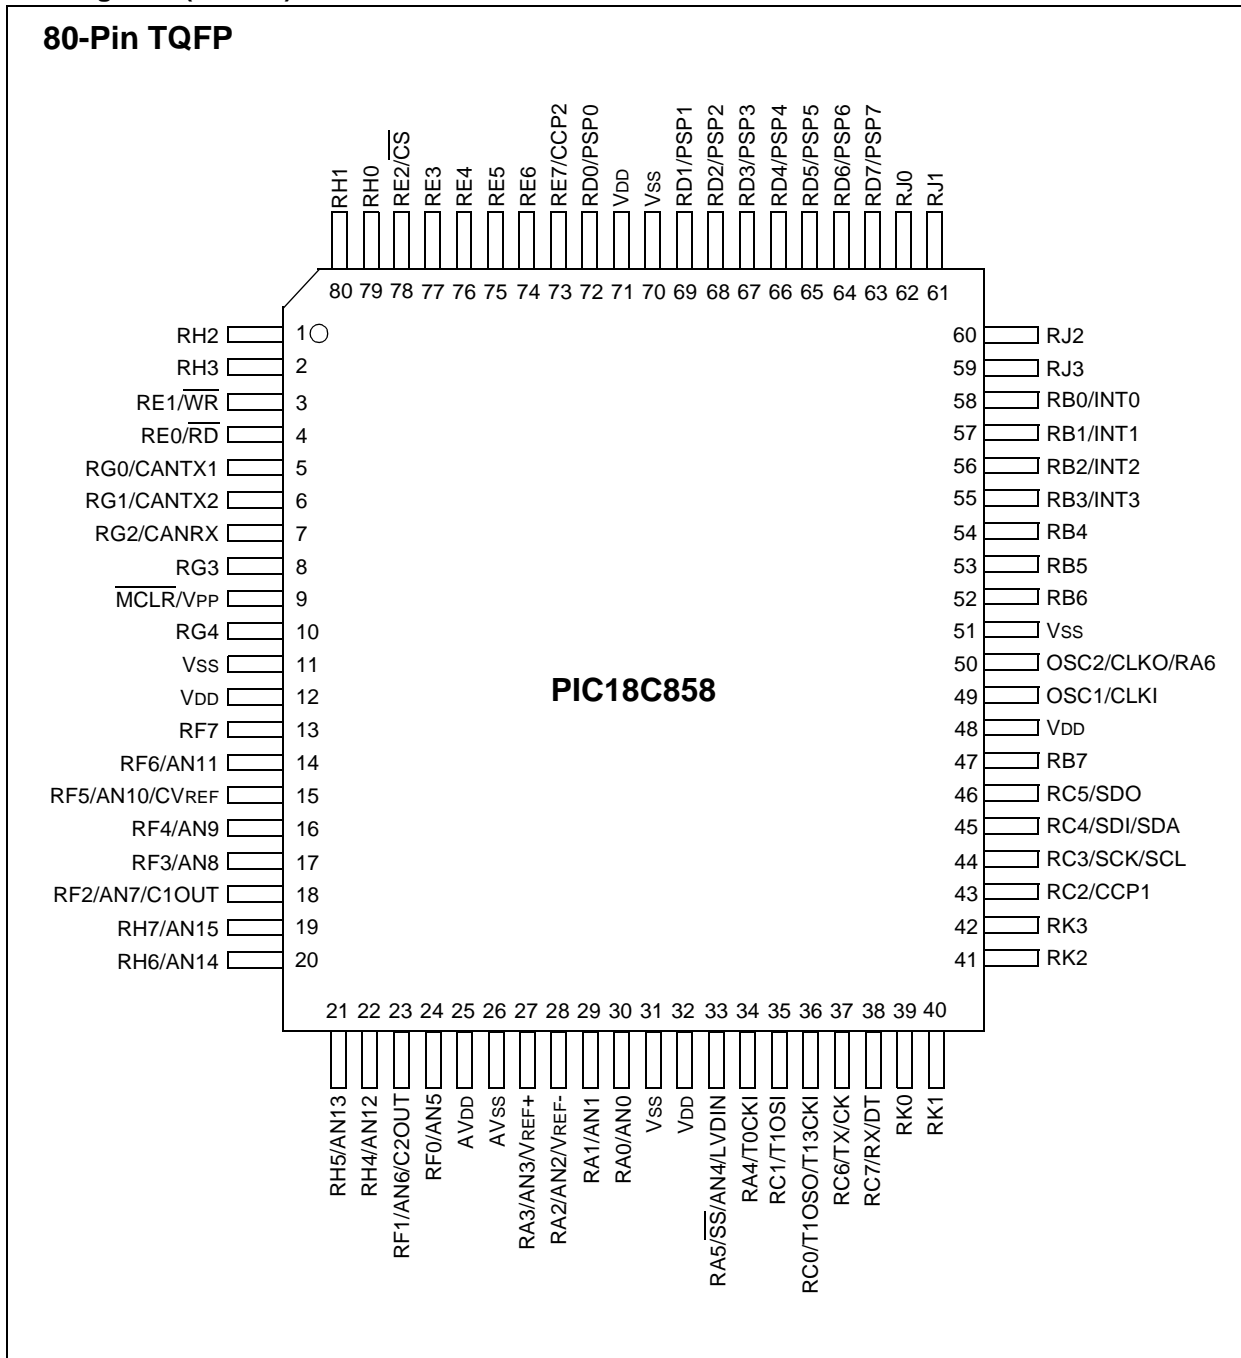 80-Pin TQFP
RH1
RH0
RE2/C̅S̅
RE3
RE4
RE5
RE6
RE7/CCP2
RD0/PSP0
VDD
VSS
RD1/PSP1
RD2/PSP2
RD3/PSP3
RD4/PSP4
RD5/PSP5
RD6/PSP6
RD7/PSP7
RJ0
RJ1
80 79 78 77 76 75 74 73 72 71 70 69 68 67 66 65 64 63 62 61
RH2 1
RH3 2
RE1/W̅R̅ 3
RE0/R̅D̅ 4
RG0/CANTX1 5
RG1/CANTX2 6
RG2/CANRX 7
RG3 8
M̅C̅L̅R̅/VPP 9
RG4 10
VSS 11
VDD 12
RF7 13
RF6/AN11 14
RF5/AN10/CVREF 15
RF4/AN9 16
RF3/AN8 17
RF2/AN7/C1OUT 18
RH7/AN15 19
RH6/AN14 20
PIC18C858
60 RJ2
59 RJ3
58 RB0/INT0
57 RB1/INT1
56 RB2/INT2
55 RB3/INT3
54 RB4
53 RB5
52 RB6
51 VSS
50 OSC2/CLKO/RA6
49 OSC1/CLKI
48 VDD
47 RB7
46 RC5/SDO
45 RC4/SDI/SDA
44 RC3/SCK/SCL
43 RC2/CCP1
42 RK3
41 RK2
21 22 23 24 25 26 27 28 29 30 31 32 33 34 35 36 37 38 39 40
RH5/AN13
RH4/AN12
RF1/AN6/C2OUT
RF0/AN5
AVDD
AVSS
RA3/AN3/VREF+
RA2/AN2/VREF-
RA1/AN1
RA0/AN0
VSS
VDD
RA5/S̅S̅/AN4/LVDIN
RA4/T0CKI
RC1/T1OSI
RC0/T1OSO/T13CKI
RC6/TX/CK
RC7/RX/DT
RK0
RK1